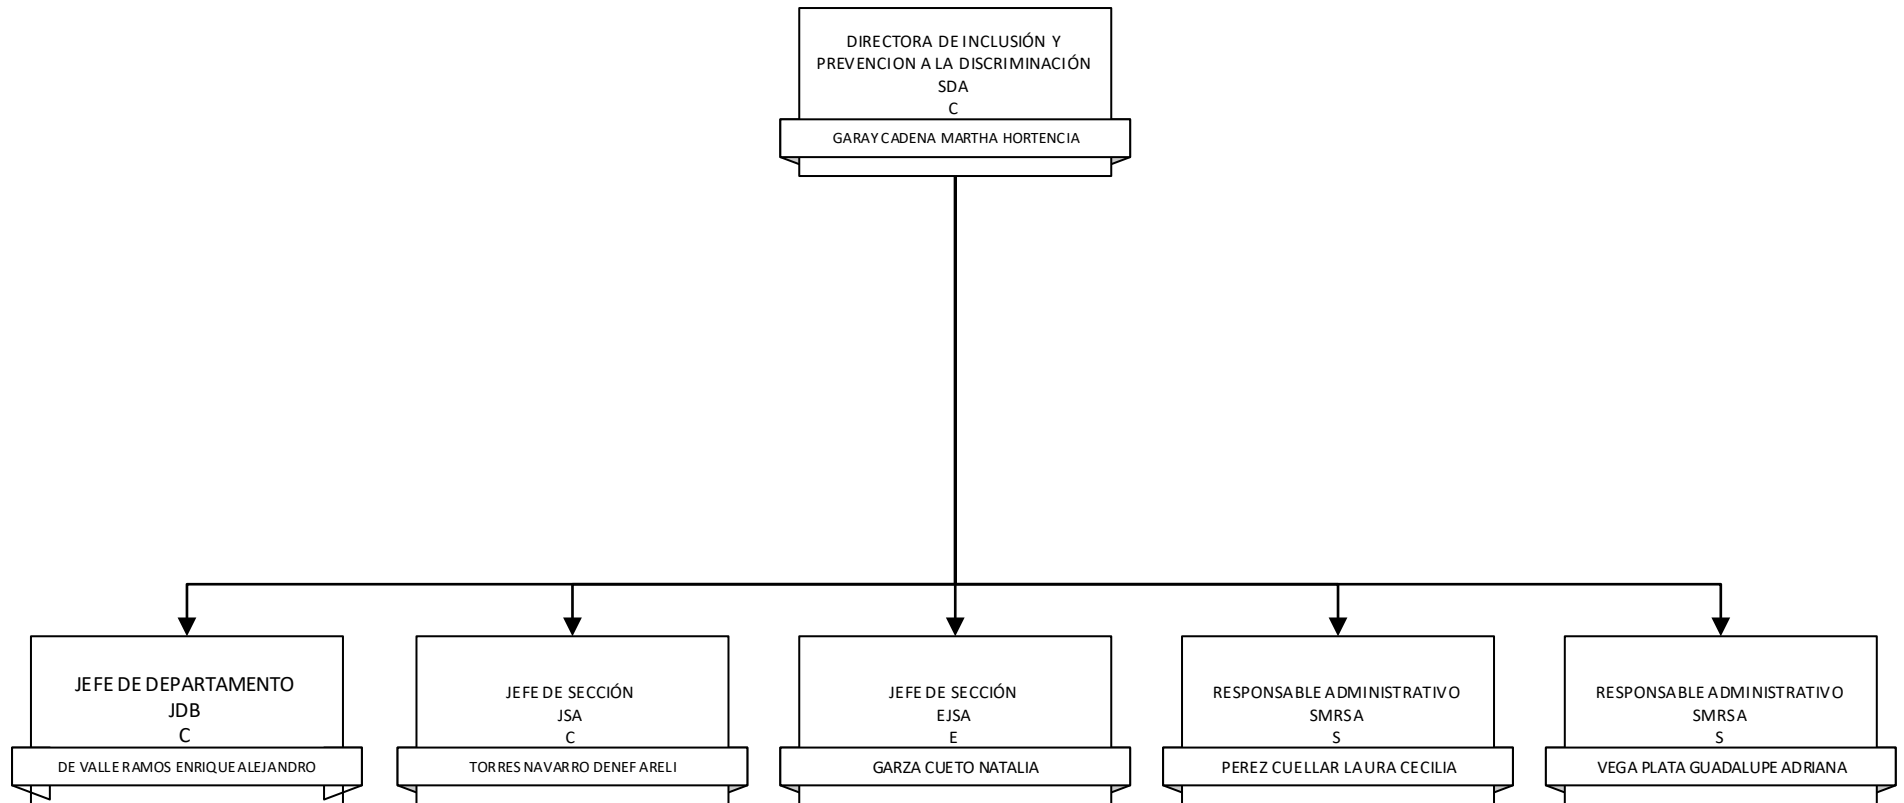 DIRECTORA DE INCLUSIÓN Y
PREVENCION A LA DISCRIMINACIÓN
SDA
C
GARAY CADENA MARTHA HORTENCIA
JEFE DE DEPARTAMENTO
JDB
C
DE VALLE RAMOS ENRIQUE ALEJANDRO
JEFE DE SECCIÓN
JSA
C
TORRES NAVARRO DENEF ARELI
JEFE DE SECCIÓN
EJSA
E
GARZA CUETO NATALIA
RESPONSABLE ADMINISTRATIVO
SMRSA
S
PEREZ CUELLAR LAURA CECILIA
RESPONSABLE ADMINISTRATIVO
SMRSA
S
VEGA PLATA GUADALUPE ADRIANA